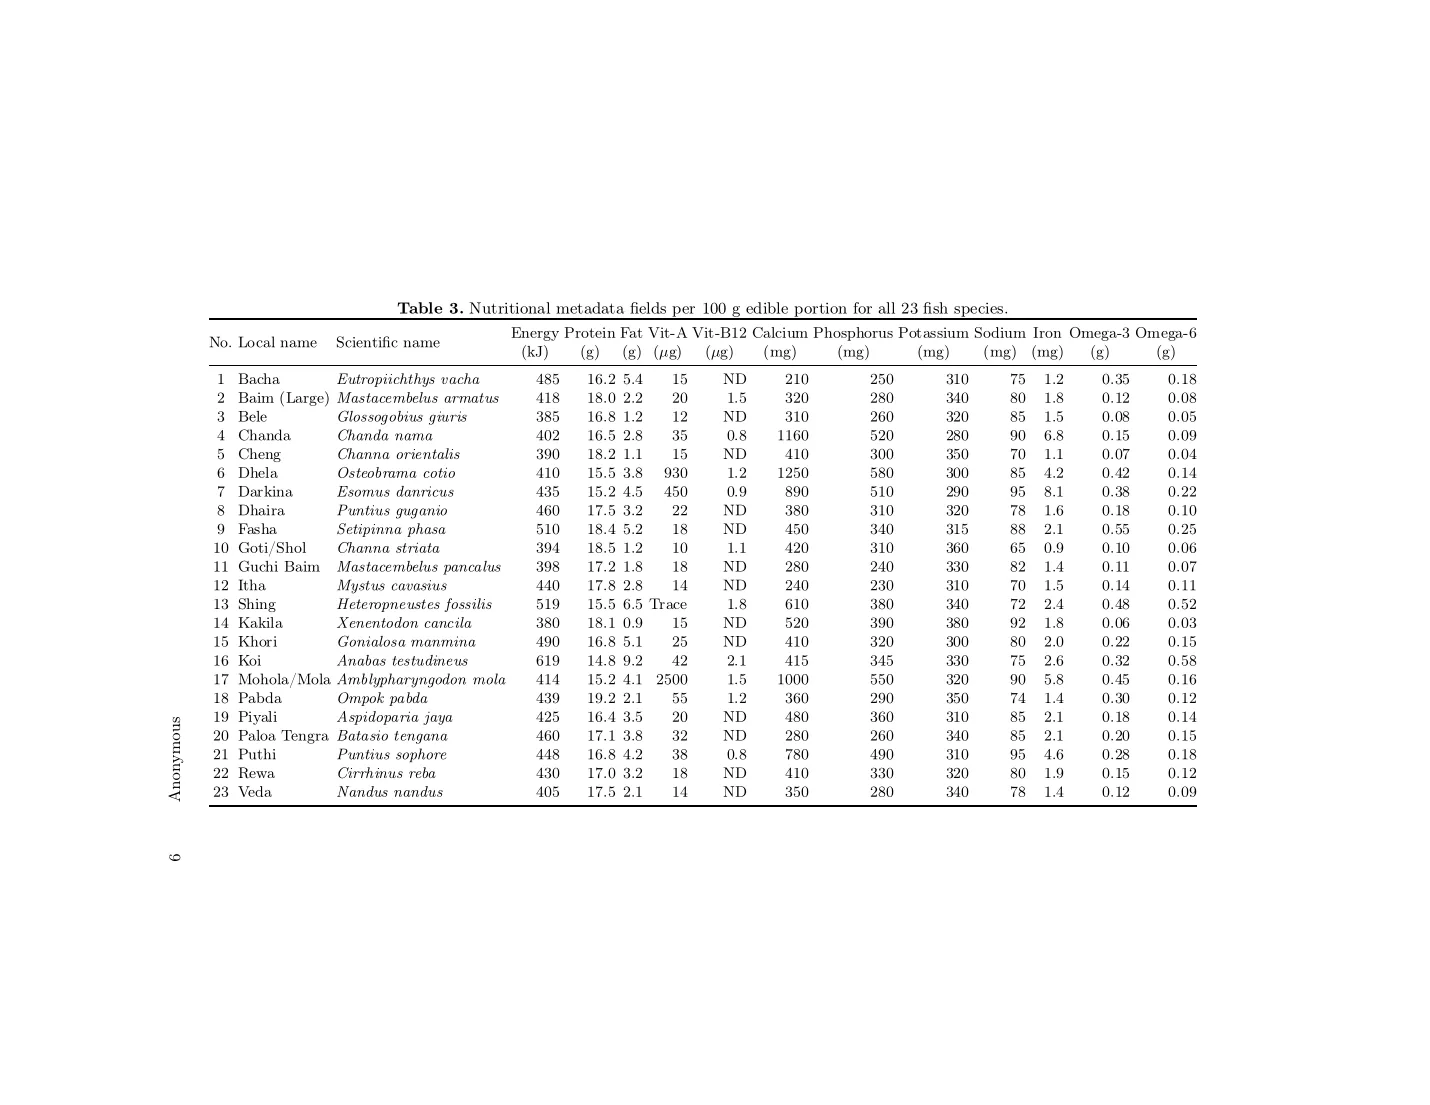 Table 3. Nutritional metadata fields per 100 g edible portion for all 23 fish species.
No. Local name Scientific name Energy (kJ) Protein (g) Fat (g) Vit-A (μg) Vit-B12 (μg) Calcium (mg) Phosphorus (mg) Potassium (mg) Sodium (mg) Iron (mg) Omega-3 (g) Omega-6 (g)
1 Bacha Eutropiichthys vacha 485 16.2 5.4 15 ND 210 250 310 75 1.2 0.35 0.18
2 Baim (Large) Mastacembelus armatus 418 18.0 2.2 20 1.5 320 280 340 80 1.8 0.12 0.08
3 Bele Glossogobius giuris 385 16.8 1.2 12 ND 310 260 320 85 1.5 0.08 0.05
4 Chanda Chanda nama 402 16.5 2.8 35 0.8 1160 520 280 90 6.8 0.15 0.09
5 Cheng Channa orientalis 390 18.2 1.1 15 ND 410 300 350 70 1.1 0.07 0.04
6 Dhela Osteobrama cotio 410 15.5 3.8 930 1.2 1250 580 300 85 4.2 0.42 0.14
7 Darkina Esomus danricus 435 15.2 4.5 450 0.9 890 510 290 95 8.1 0.38 0.22
8 Dhaira Puntius guganio 460 17.5 3.2 22 ND 380 310 320 78 1.6 0.18 0.10
9 Fasha Setipinna phasa 510 18.4 5.2 18 ND 450 340 315 88 2.1 0.55 0.25
10 Goti/Shol Channa striata 394 18.5 1.2 10 1.1 420 310 360 65 0.9 0.10 0.06
11 Guchi Baim Mastacembelus pancalus 398 17.2 1.8 18 ND 280 240 330 82 1.4 0.11 0.07
12 Itha Mystus cavasius 440 17.8 2.8 14 ND 240 230 310 70 1.5 0.14 0.11
13 Shing Heteropneustes fossilis 519 15.5 6.5 Trace 1.8 610 380 340 72 2.4 0.48 0.52
14 Kakila Xenentodon cancila 380 18.1 0.9 15 ND 520 390 380 92 1.8 0.06 0.03
15 Khori Gonialosa manmina 490 16.8 5.1 25 ND 410 320 300 80 2.0 0.22 0.15
16 Koi Anabas testudineus 619 14.8 9.2 42 2.1 415 345 330 75 2.6 0.32 0.58
17 Mohola/Mola Amblypharyngodon mola 414 15.2 4.1 2500 1.5 1000 550 320 90 5.8 0.45 0.16
18 Pabda Ompok pabda 439 19.2 2.1 55 1.2 360 290 350 74 1.4 0.30 0.12
19 Piyali Aspidoparia jaya 425 16.4 3.5 20 ND 480 360 310 85 2.1 0.18 0.14
20 Paloa Tengra Batasio tengana 460 17.1 3.8 32 ND 280 260 340 85 2.1 0.20 0.15
21 Puthi Puntius sophore 448 16.8 4.2 38 0.8 780 490 310 95 4.6 0.28 0.18
22 Rewa Cirrhinus reba 430 17.0 3.2 18 ND 410 330 320 80 1.9 0.15 0.12
23 Veda Nandus nandus 405 17.5 2.1 14 ND 350 280 340 78 1.4 0.12 0.09
6 Anonymous